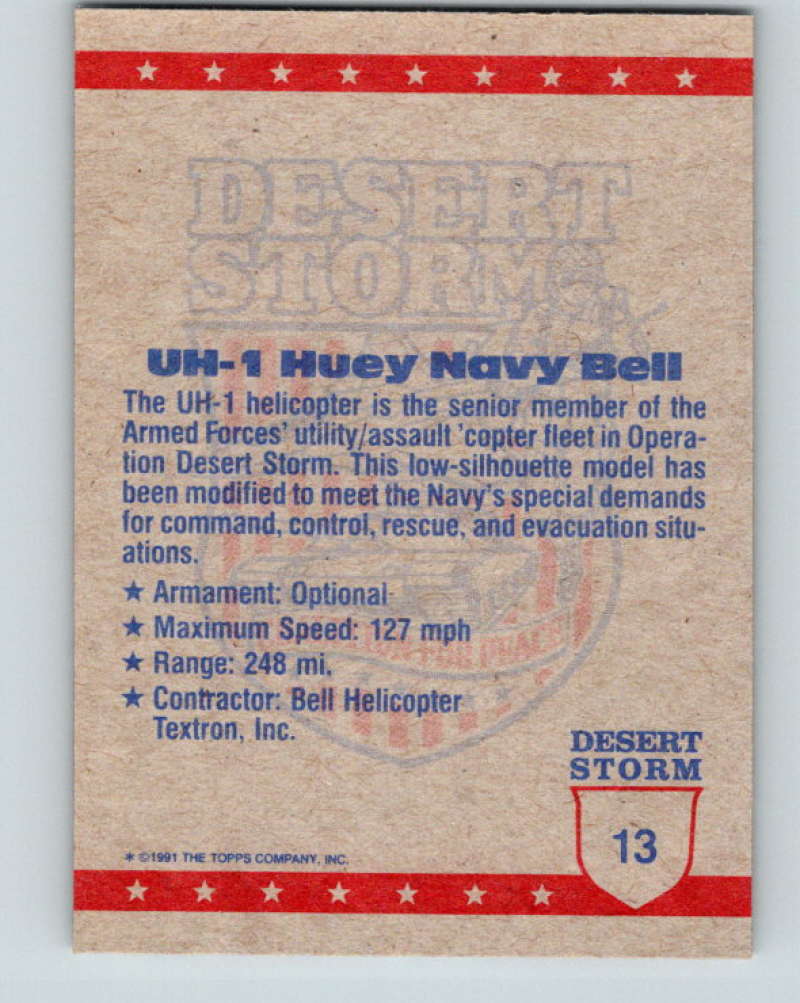 DESERT
STORM
UH-1 Huey Navy Bell
The UH-1 helicopter is the senior member of the
Armed Forces' utility/assault 'copter fleet in Opera-
tion Desert Storm. This low-silhouette model has
been modified to meet the Navy's special demands
for command, control, rescue, and evacuation situ-
ations.
★ Armament: Optional
★ Maximum Speed: 127 mph
★ Range: 248 mi.
★ Contractor: Bell Helicopter
Textron, Inc.
DESERT
STORM
13
* ©1991 THE TOPPS COMPANY, INC.